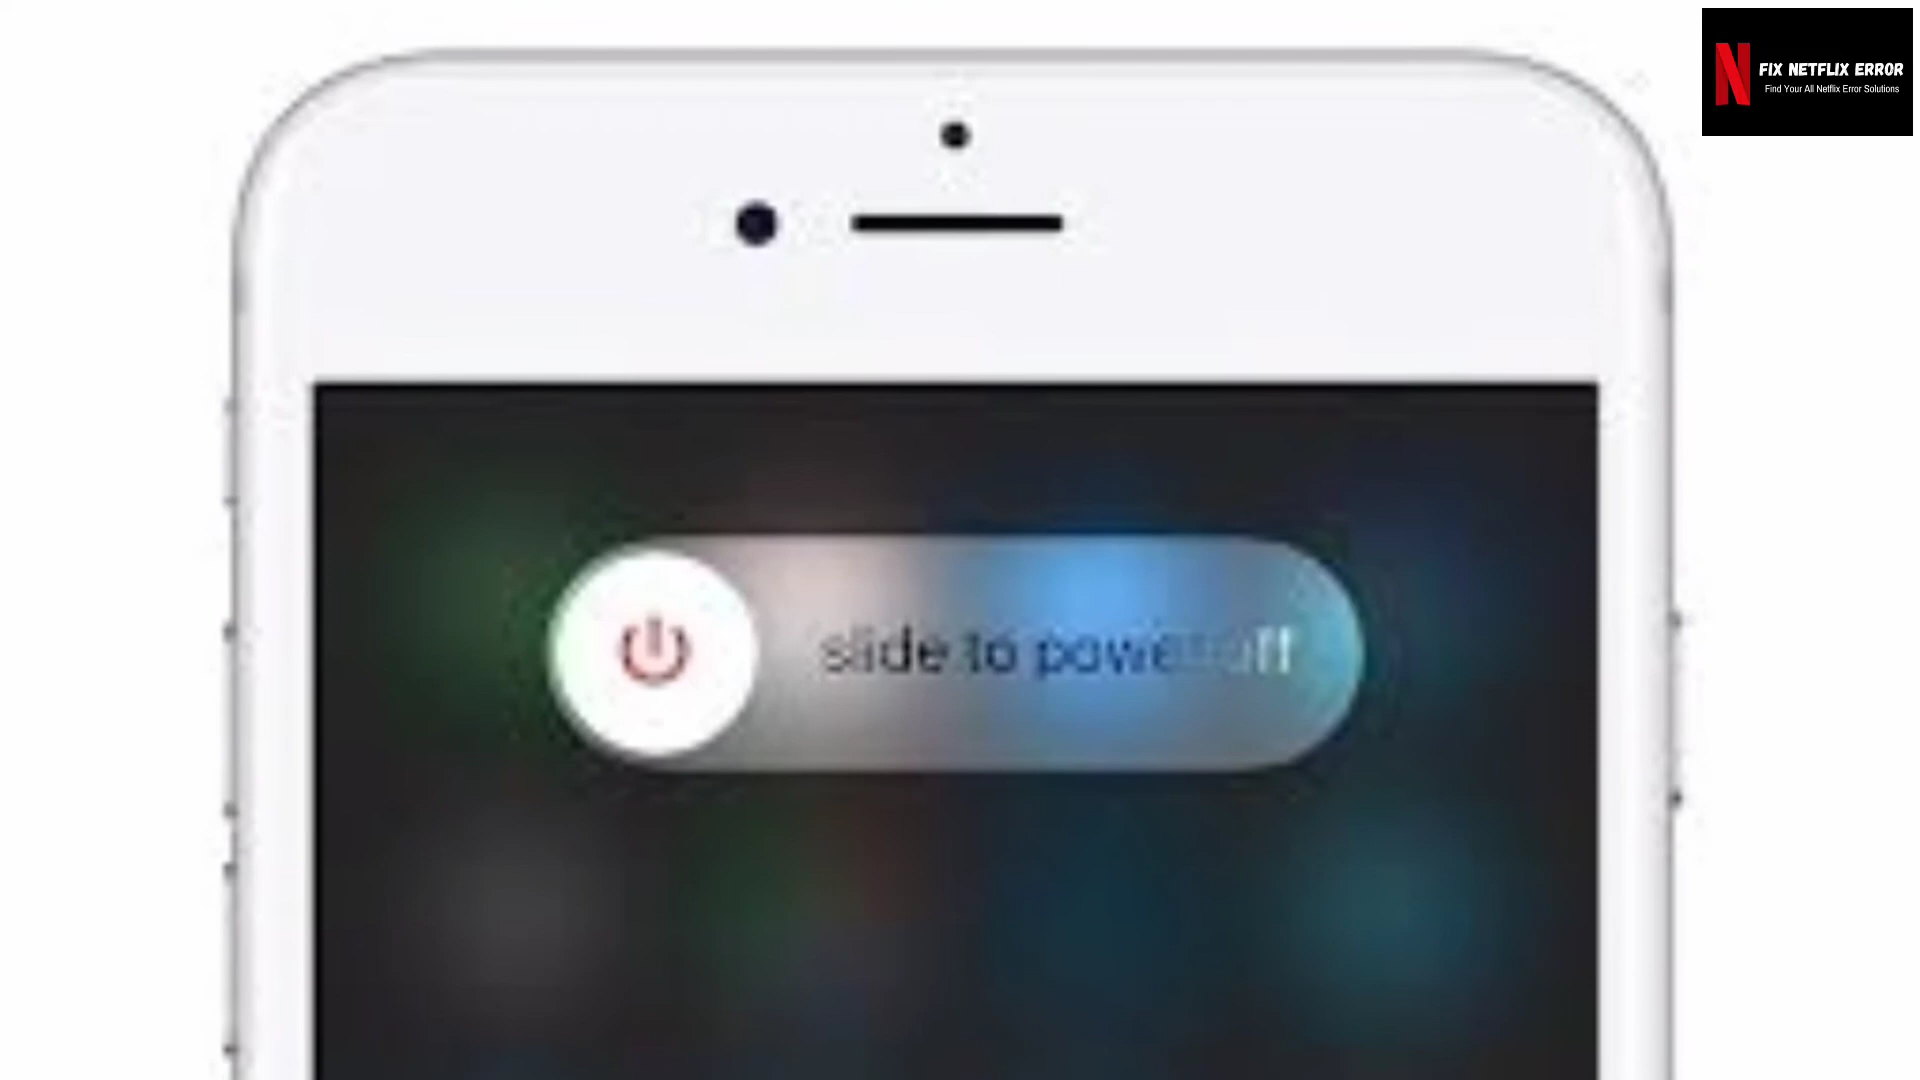 FIX NETFLIX ERROR
Find Your All Netflix Error Solutions
slide to power off